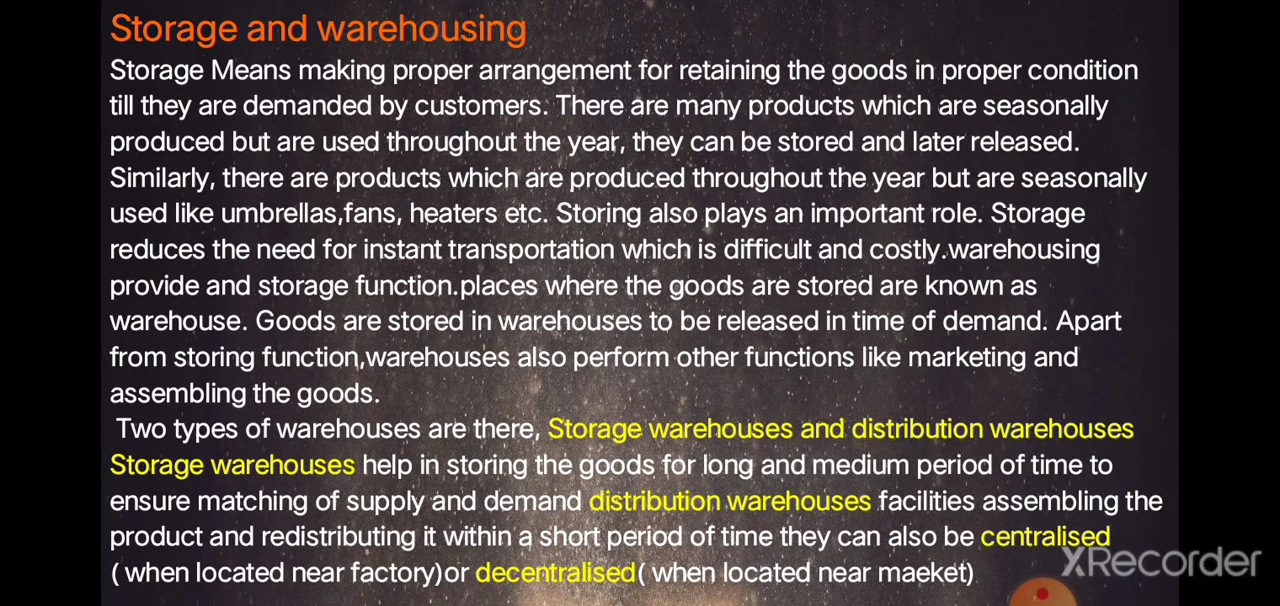 Storage and warehousing
Storage Means making proper arrangement for retaining the goods in proper condition
till they are demanded by customers. There are many products which are seasonally
produced but are used throughout the year, they can be stored and later released.
Similarly, there are products which are produced throughout the year but are seasonally
used like umbrellas,fans, heaters etc. Storing also plays an important role. Storage
reduces the need for instant transportation which is difficult and costly.warehousing
provide and storage function.places where the goods are stored are known as
warehouse. Goods are stored in warehouses to be released in time of demand. Apart
from storing function,warehouses also perform other functions like marketing and
assembling the goods.
Two types of warehouses are there, Storage warehouses and distribution warehouses
Storage warehouses help in storing the goods for long and medium period of time to
ensure matching of supply and demand distribution warehouses facilities assembling the
product and redistributing it within a short period of time they can also be centralised
( when located near factory)or decentralised( when located near maeket)
XRecorder